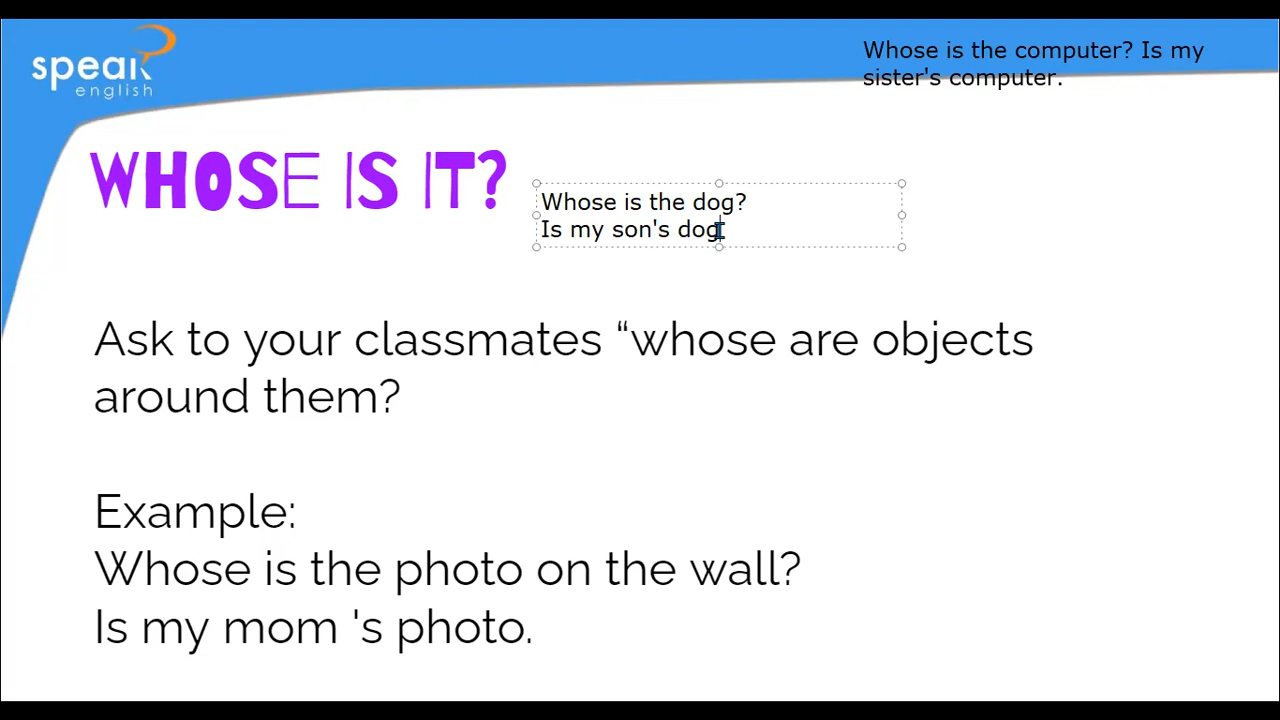 speak
english
Whose is the computer? Is my
sister's computer.
WHOSE IS IT?
Whose is the dog?
Is my son's dog
Ask to your classmates “whose are objects
around them?
Example:
Whose is the photo on the wall?
Is my mom 's photo.